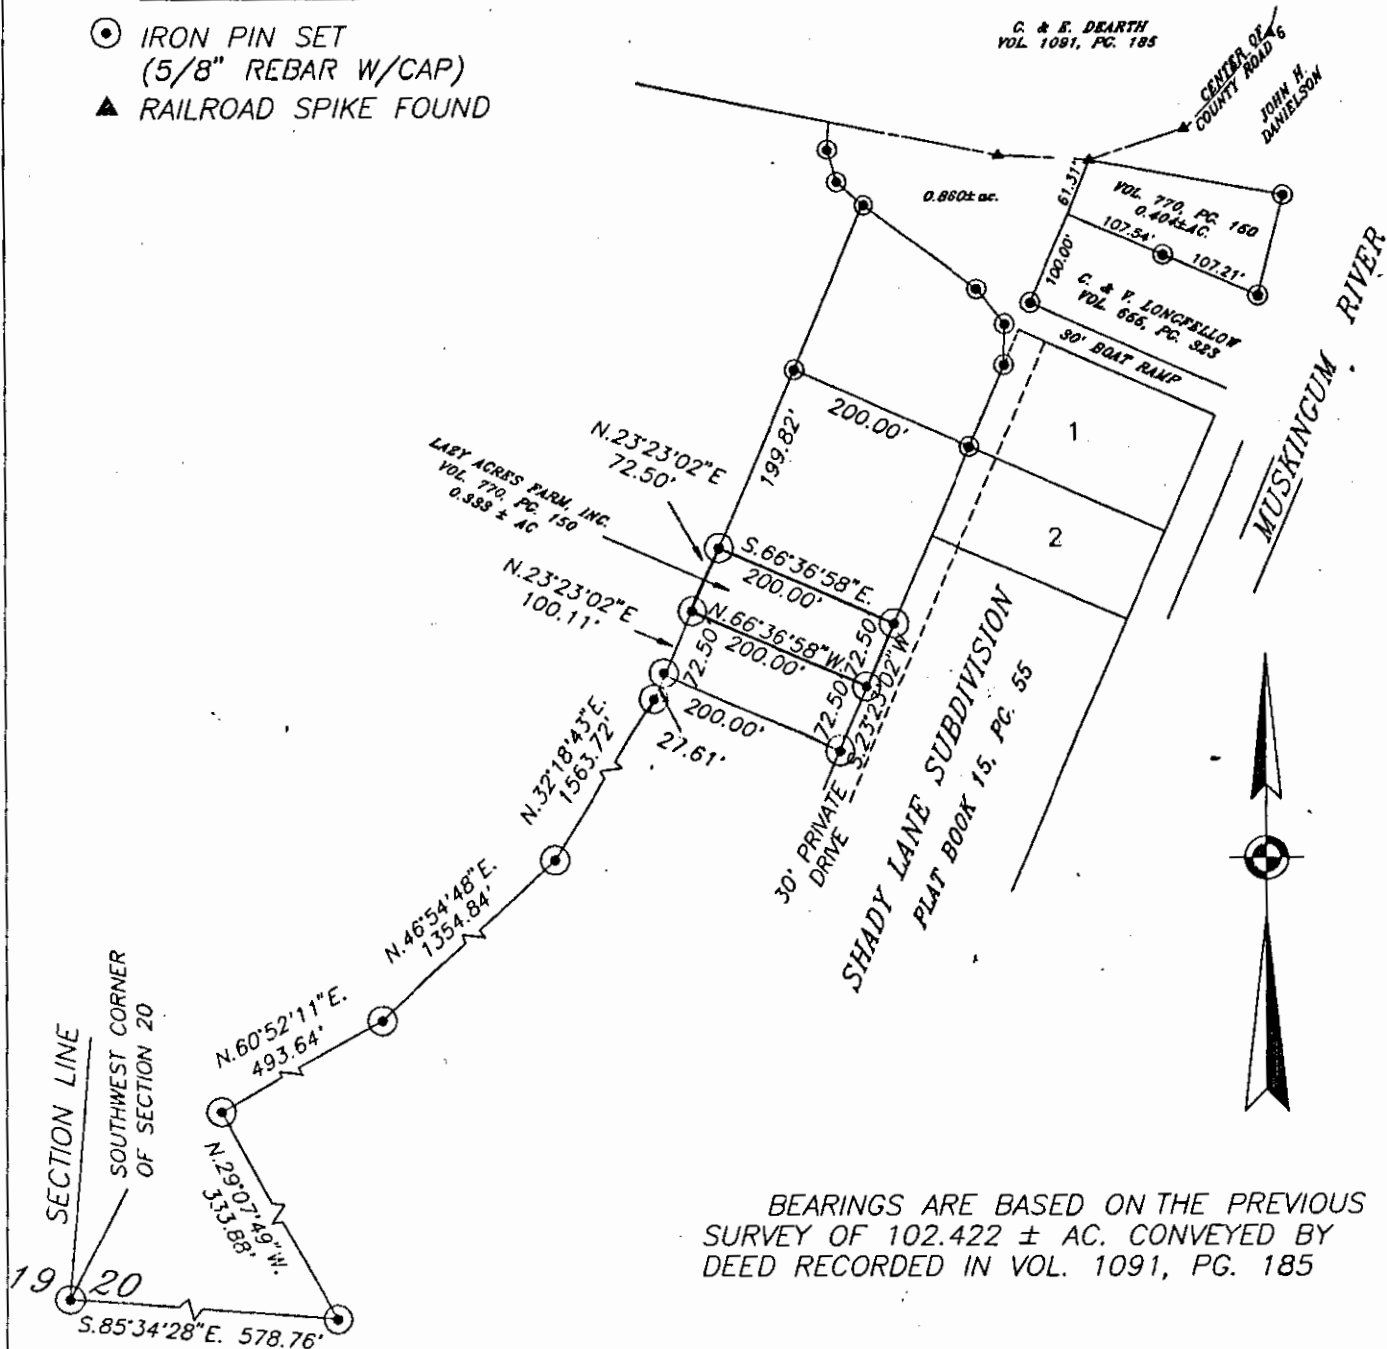 IRON PIN SET
(5/8" REBAR W/CAP)
RAILROAD SPIKE FOUND
C. & E. DEARTH
VOL. 1091, PG. 185
CENTER OF
COUNTY ROAD 6
JOHN H.
DANIELSON
0.860± ac.
61.31'
VOL. 770, PG. 150
0.404±AC.
107.54'
107.21'
100.00'
C. & V. LONGFELLOW
VOL. 666, PG. 323
30' BOAT RAMP
MUSKINGUM RIVER
1
2
200.00'
199.82'
N.23°23'02"E
72.50'
LAZY ACRES FARM, INC.
VOL. 770, PG. 150
0.333 ± AC
S.66°36'58"E.
200.00'
N.23°23'02"E
100.11'
N.66°36'58"W.
200.00'
72.50
72.50
72.50
S.23°23'02"W
200.00'
27.61'
N.32°18'43"E.
1563.72'
30' PRIVATE
DRIVE
SHADY LANE SUBDIVISION
PLAT BOOK 15, PG. 55
N.46°54'48"E.
1354.84'
N.60°52'11"E.
493.64'
SECTION LINE
SOUTHWEST CORNER
OF SECTION 20
N.29°07'49"W.
333.88'
19 20
S.85°34'28"E. 578.76'
BEARINGS ARE BASED ON THE PREVIOUS
SURVEY OF 102.422 ± AC. CONVEYED BY
DEED RECORDED IN VOL. 1091, PG. 185